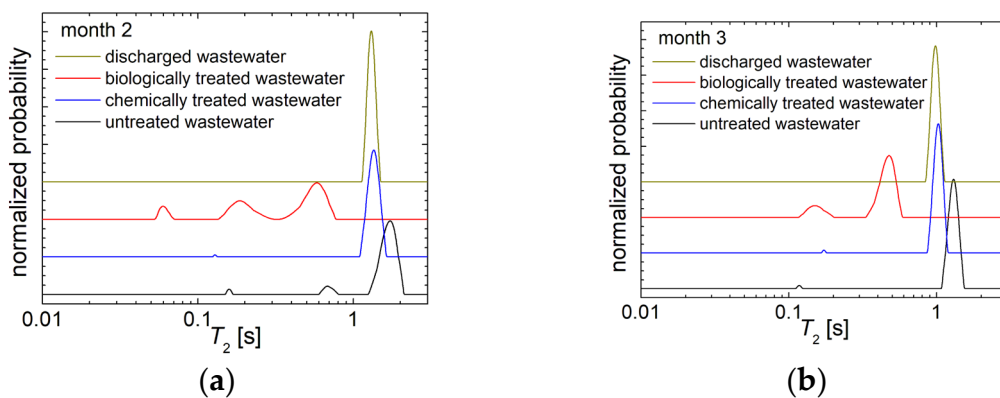 month 2
discharged wastewater
biologically treated wastewater
chemically treated wastewater
untreated wastewater
normalized probability
0.01
0.1
1
T2 [s]
(a)
month 3
discharged wastewater
biologically treated wastewater
chemically treated wastewater
untreated wastewater
normalized probability
0.01
0.1
1
T2 [s]
(b)